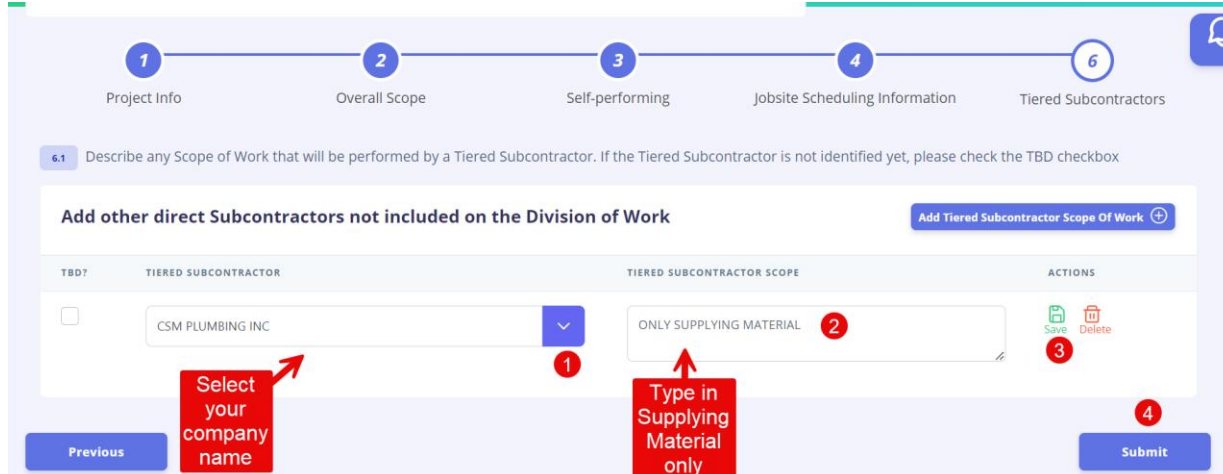 1
2
3
4
6
Project Info
Overall Scope
Self-performing
Jobsite Scheduling Information
Tiered Subcontractors
6.1 Describe any Scope of Work that will be performed by a Tiered Subcontractor. If the Tiered Subcontractor is not identified yet, please check the TBD checkbox
Add other direct Subcontractors not included on the Division of Work
Add Tiered Subcontractor Scope Of Work
TBD?
TIERED SUBCONTRACTOR
TIERED SUBCONTRACTOR SCOPE
ACTIONS
CSM PLUMBING INC
1
ONLY SUPPLYING MATERIAL
2
Save
Delete
3
Select
your
company
name
Type in
Supplying
Material
only
4
Previous
Submit